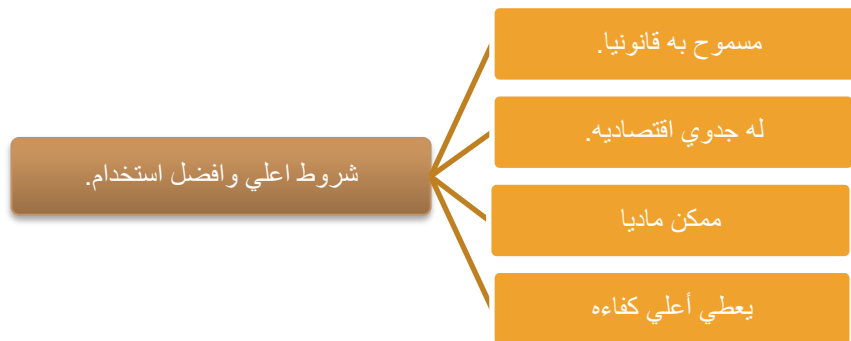 شروط اعلي وافضل استخدام.
مسموح به قانونيا.
له جدوي اقتصاديه.
ممكن ماديا
يعطي أعلي كفاءه